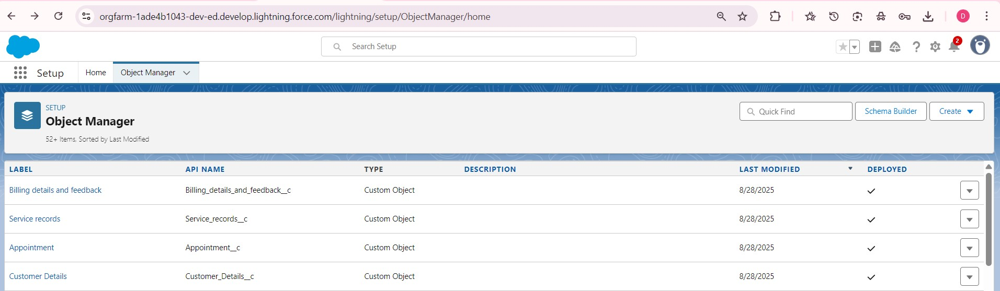 orgfarm-1ade4b1043-dev-ed.develop.lightning.force.com/lightning/setup/ObjectManager/home
D
Search Setup
2
Setup
Home
Object Manager
SETUP
Object Manager
52+ Items, Sorted by Last Modified
Quick Find
Schema Builder
Create
LABEL API NAME TYPE DESCRIPTION LAST MODIFIED DEPLOYED
Billing details and feedback Billing_details_and_feedback__c Custom Object 8/28/2025
Service records Service_records__c Custom Object 8/28/2025
Appointment Appointment__c Custom Object 8/28/2025
Customer Details Customer_Details__c Custom Object 8/28/2025